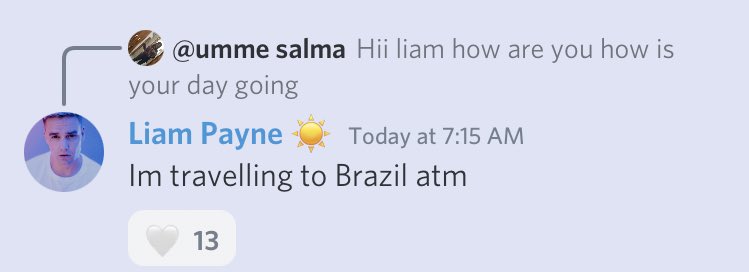 @umme salma Hii liam how are you how is
your day going
Liam Payne ☀️ Today at 7:15 AM
Im travelling to Brazil atm
🤍 13